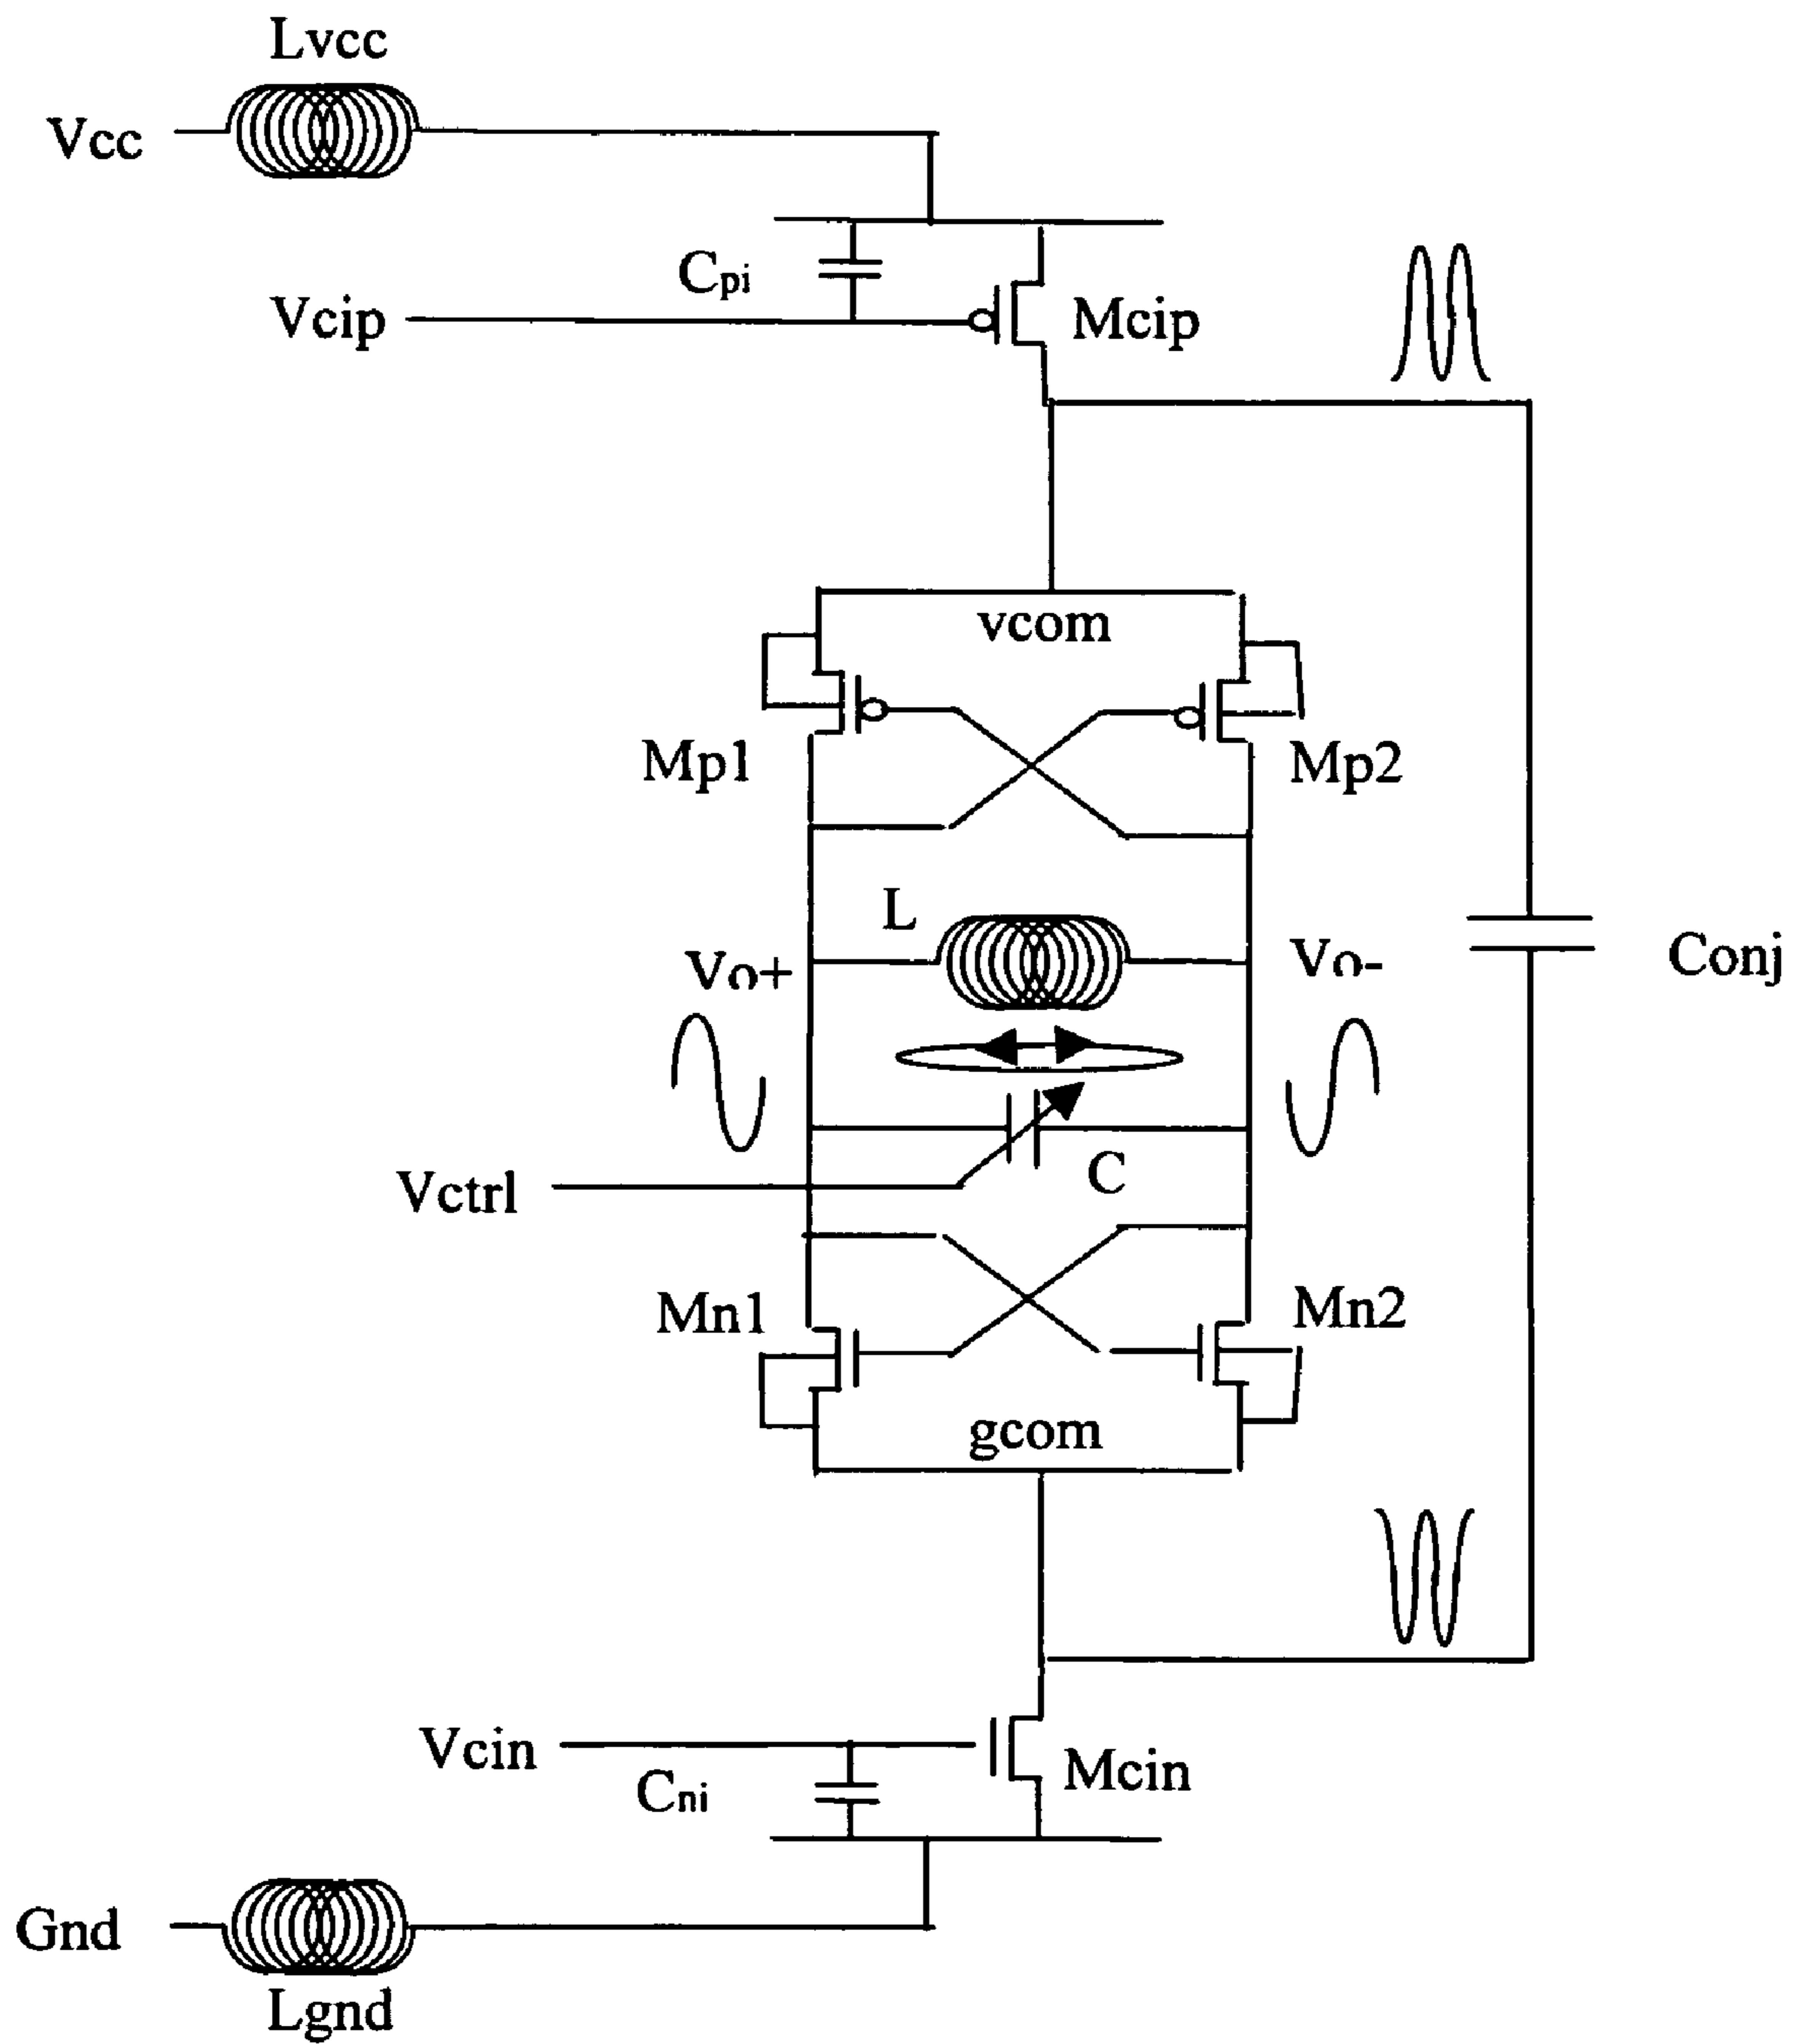 Lvcc
Vcc
Cpi
Vcip
Mcip
vcom
Mp1
Mp2
L
Vo+
Vo-
Conj
Vctrl
C
Mn1
Mn2
gcom
Vcin
Cni
Mcin
Gnd
Lgnd